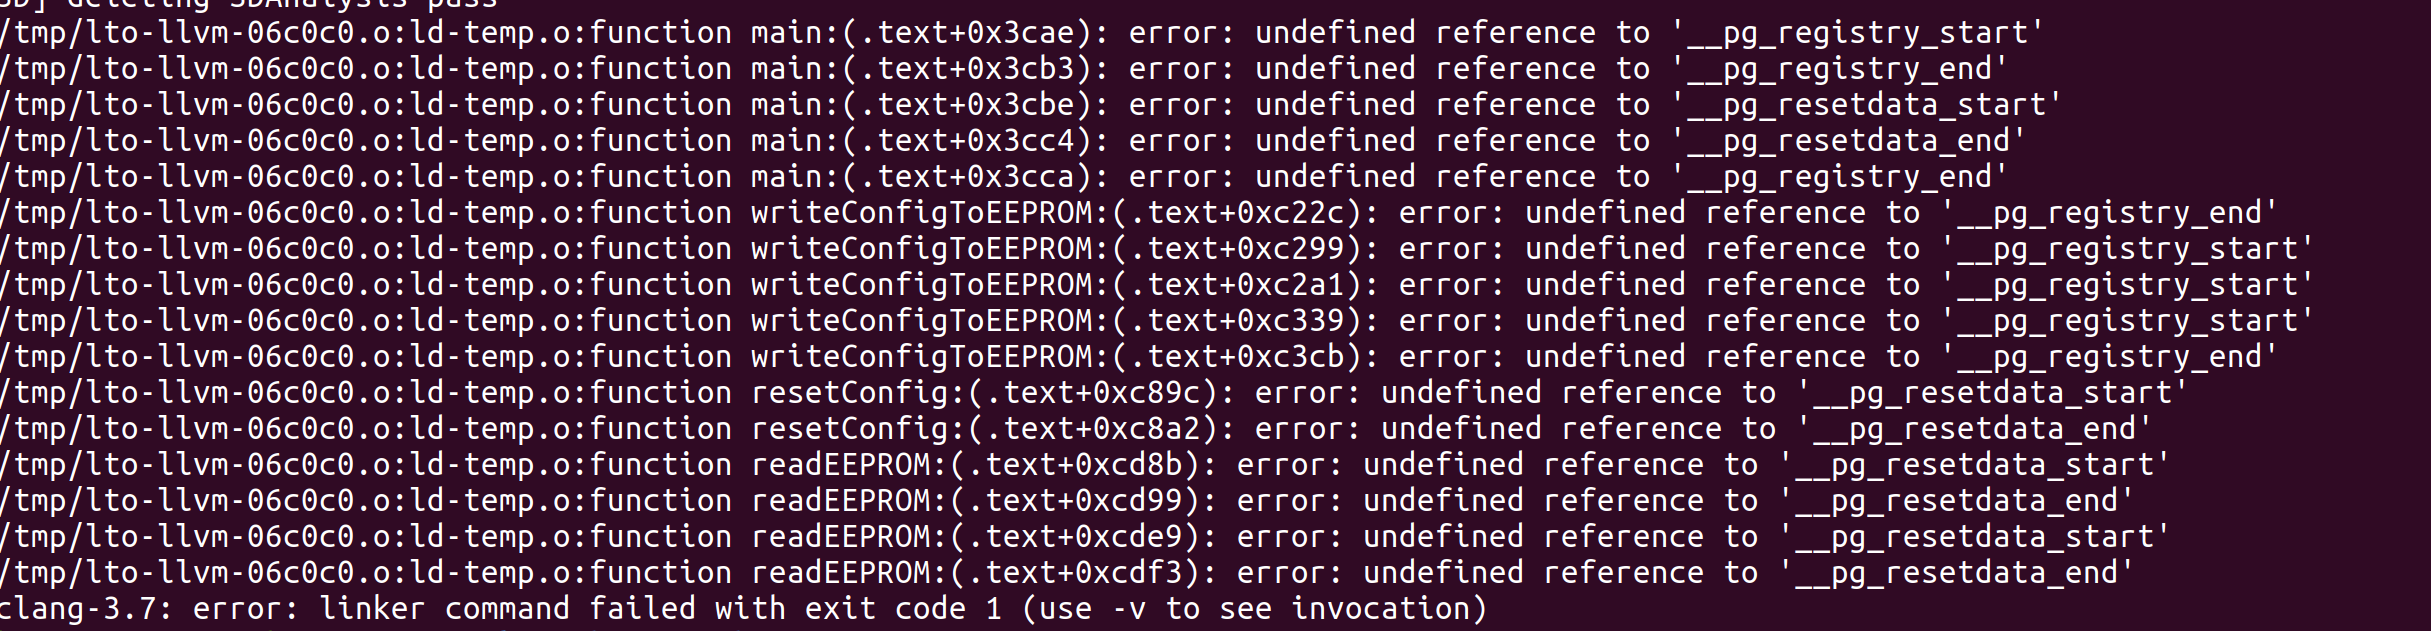 SD] deleting SDAnalysis pass
/tmp/lto-llvm-06c0c0.o:ld-temp.o:function main:(.text+0x3cae): error: undefined reference to '__pg_registry_start'
/tmp/lto-llvm-06c0c0.o:ld-temp.o:function main:(.text+0x3cb3): error: undefined reference to '__pg_registry_end'
/tmp/lto-llvm-06c0c0.o:ld-temp.o:function main:(.text+0x3cbe): error: undefined reference to '__pg_resetdata_start'
/tmp/lto-llvm-06c0c0.o:ld-temp.o:function main:(.text+0x3cc4): error: undefined reference to '__pg_resetdata_end'
/tmp/lto-llvm-06c0c0.o:ld-temp.o:function main:(.text+0x3cca): error: undefined reference to '__pg_registry_end'
/tmp/lto-llvm-06c0c0.o:ld-temp.o:function writeConfigToEEPROM:(.text+0xc22c): error: undefined reference to '__pg_registry_end'
/tmp/lto-llvm-06c0c0.o:ld-temp.o:function writeConfigToEEPROM:(.text+0xc299): error: undefined reference to '__pg_registry_start'
/tmp/lto-llvm-06c0c0.o:ld-temp.o:function writeConfigToEEPROM:(.text+0xc2a1): error: undefined reference to '__pg_registry_start'
/tmp/lto-llvm-06c0c0.o:ld-temp.o:function writeConfigToEEPROM:(.text+0xc339): error: undefined reference to '__pg_registry_start'
/tmp/lto-llvm-06c0c0.o:ld-temp.o:function writeConfigToEEPROM:(.text+0xc3cb): error: undefined reference to '__pg_registry_end'
/tmp/lto-llvm-06c0c0.o:ld-temp.o:function resetConfig:(.text+0xc89c): error: undefined reference to '__pg_resetdata_start'
/tmp/lto-llvm-06c0c0.o:ld-temp.o:function resetConfig:(.text+0xc8a2): error: undefined reference to '__pg_resetdata_end'
/tmp/lto-llvm-06c0c0.o:ld-temp.o:function readEEPROM:(.text+0xcd8b): error: undefined reference to '__pg_resetdata_start'
/tmp/lto-llvm-06c0c0.o:ld-temp.o:function readEEPROM:(.text+0xcd99): error: undefined reference to '__pg_resetdata_end'
/tmp/lto-llvm-06c0c0.o:ld-temp.o:function readEEPROM:(.text+0xcde9): error: undefined reference to '__pg_resetdata_start'
/tmp/lto-llvm-06c0c0.o:ld-temp.o:function readEEPROM:(.text+0xcdf3): error: undefined reference to '__pg_resetdata_end'
clang-3.7: error: linker command failed with exit code 1 (use -v to see invocation)